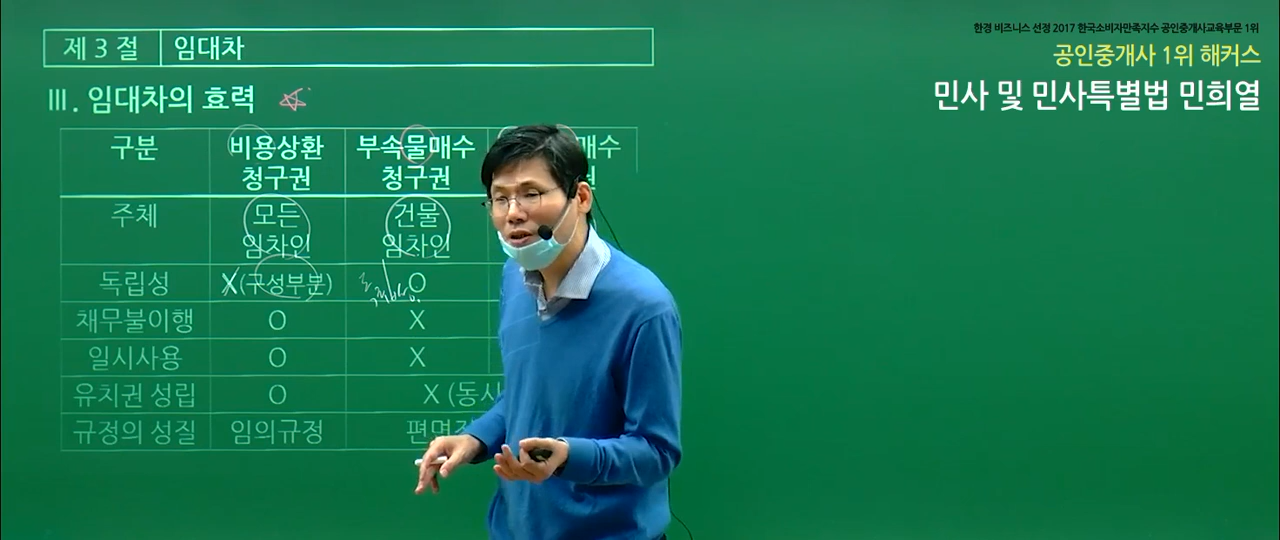 한경 비즈니스 선정 2017 한국소비자만족지수 공인중개사교육부문 1위
공인중개사 1위 해커스
민사 및 민사특별법 민희열
제 3 절 임대차
Ⅲ. 임대차의 효력
구분 비용상환 부속물매수 매수
청구권 청구권 권
주체 모든 건물
임차인 임차인
독립성 X(구성부분) O
채무불이행 O X
일시사용 O X
유치권 성립 O X (동시
규정의 성질 임의규정 편면